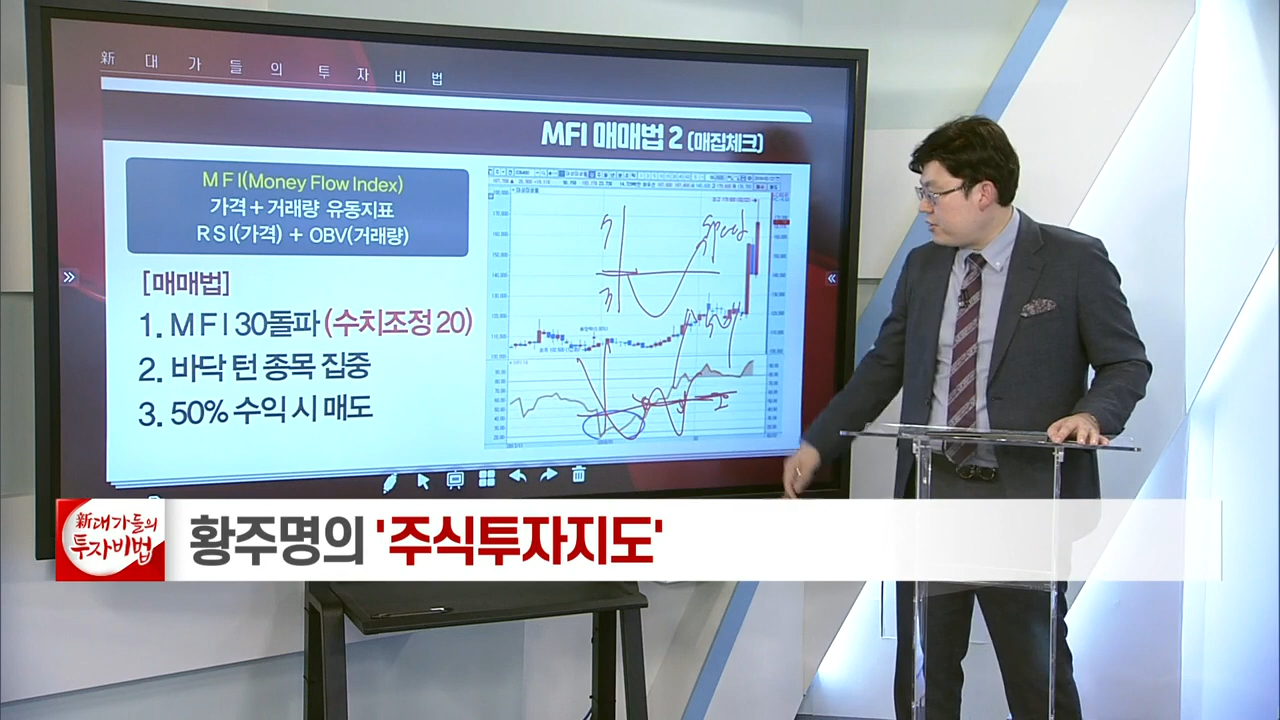 新 대 가 들 의 투 자 비 법
MFI 매매법 2 (매집체크)
M F I(Money Flow Index)
가격 + 거래량 유동지표
R S I(가격) + OBV(거래량)
[매매법]
1. M F I 30돌파 (수치조정 20)
2. 바닥 턴 종목 집중
3. 50% 수익 시 매도
Speed
新대가들의
투자비법
황주명의 '주식투자지도'